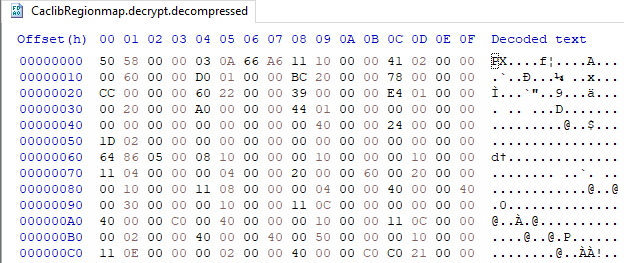 CaclibRegionmap.decrypt.decompressed
Offset(h) 00 01 02 03 04 05 06 07 08 09 0A 0B 0C 0D 0E 0F Decoded text
00000000 50 58 00 00 03 0A 66 A6 11 10 00 00 41 02 00 00 PX....f¦....A...
00000010 00 60 00 00 D0 01 00 00 BC 20 00 00 78 00 00 00 .`..Ð...¼ ..x...
00000020 CC 00 00 00 60 22 00 00 39 00 00 00 E4 01 00 00 Ì...`"..9...ä...
00000030 00 20 00 00 A0 00 00 00 44 01 00 00 00 00 00 00 . .. ...D.......
00000040 00 00 00 00 00 00 00 00 00 40 00 00 24 00 00 00 .........@..$...
00000050 1D 02 00 00 00 00 00 00 00 00 00 00 00 00 00 00 ................
00000060 64 86 05 00 08 10 00 00 00 10 00 00 00 10 00 00 d†..............
00000070 11 04 00 00 00 04 00 00 00 20 00 00 60 00 20 00 ......... ..`. .
00000080 00 10 00 00 11 08 00 00 00 04 00 00 40 00 00 40 ............@..@
00000090 00 30 00 00 00 10 00 00 11 0C 00 00 00 00 00 00 .0..............
000000A0 40 00 00 C0 00 40 00 00 00 10 00 00 11 0C 00 00 @..À.@..........
000000B0 00 02 00 00 00 40 00 00 40 00 50 00 00 00 10 00 00 .....@..@.P.....
000000C0 11 0E 00 00 00 02 00 00 00 40 00 00 C0 C0 21 00 .........@..ÀÀ!.